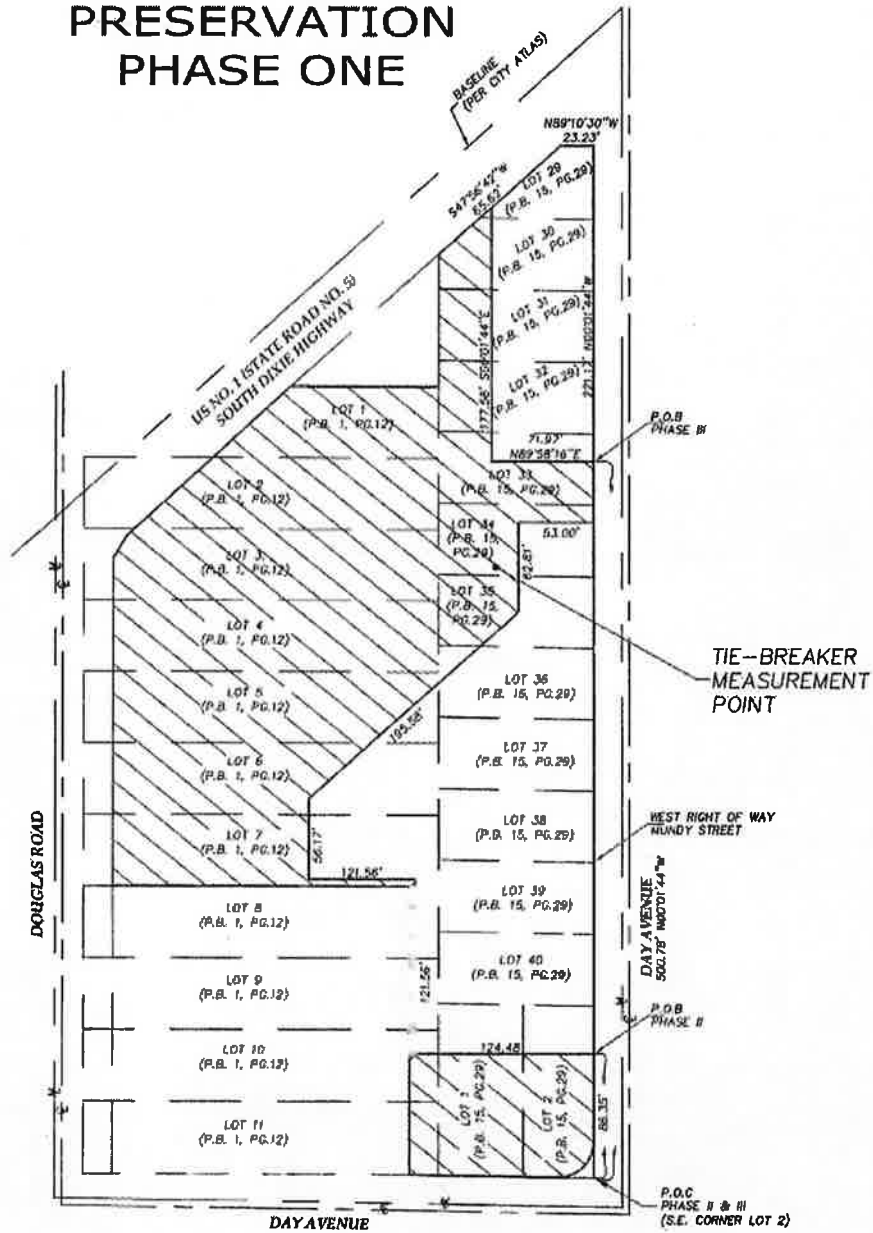 PRESERVATION
PHASE ONE
BASELINE
(PER CITY ATLAS)
N89°10'30"W
23.23'
S47°56'42"W
65.62'
LOT 29
(P.B. 15, PG.29)
LOT 30
(P.B. 15, PG.29)
LOT 31
(P.B. 15, PG.29)
LOT 32
(P.B. 15, PG.29)
177.58' S00°01'44"E
221.17' N00°01'44"W
US NO. 1 (STATE ROAD NO. 5)
SOUTH DIXIE HIGHWAY
LOT 1
(P.B. 1, PG.12)
P.O.B
PHASE III
71.97'
N89°58'16"E
LOT 2
(P.B. 1, PG.12)
LOT 33
(P.B. 15, PG.29)
LOT 34
(P.B. 15,
PG.29)
53.00'
62.81'
LOT 3
(P.B. 1, PG.12)
LOT 35
(P.B. 15,
PG.29)
LOT 4
(P.B. 1, PG.12)
TIE-BREAKER
MEASUREMENT
POINT
LOT 5
(P.B. 1, PG.12)
LOT 36
(P.B. 15, PG.29)
195.58'
LOT 6
(P.B. 1, PG.12)
LOT 37
(P.B. 15, PG.29)
LOT 7
(P.B. 1, PG.12)
56.17'
LOT 38
(P.B. 15, PG.29)
WEST RIGHT OF WAY
MUNDY STREET
121.56'
DOUGLAS ROAD
LOT 8
(P.B. 1, PG.12)
LOT 39
(P.B. 15, PG.29)
DAY AVENUE
500.78' N00°01'44"W
LOT 9
(P.B. 1, PG.12)
121.56'
LOT 40
(P.B. 15, PG.29)
P.O.B
PHASE II
LOT 10
(P.B. 1, PG.12)
124.48
LOT 1
(P.B. 15, PG.29)
LOT 2
(P.B. 15, PG.29)
86.35'
LOT 11
(P.B. 1, PG.12)
P.O.C
PHASE II & III
(S.E. CORNER LOT 2)
DAY AVENUE